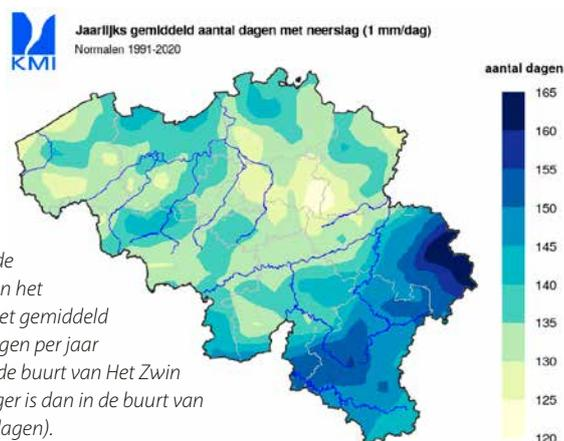 KMI
Jaarlijks gemiddeld aantal dagen met neerslag (1 mm/dag)
Normalen 1991-2020
aantal dagen
165
160
155
150
145
140
135
130
125
120
de
n het
et gemiddeld
gen per jaar
de buurt van Het Zwin
ger is dan in de buurt van
dagen).